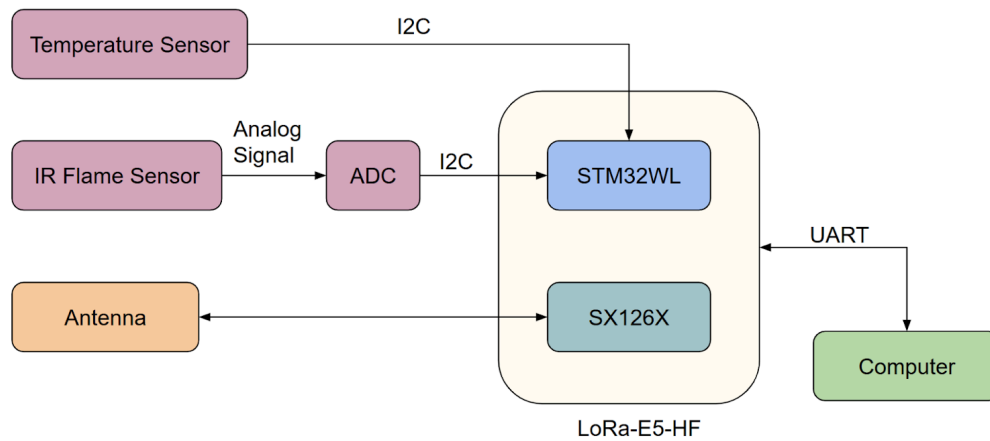 I2C
Temperature Sensor
Analog
Signal
IR Flame Sensor
ADC
I2C
STM32WL
UART
Antenna
SX126X
Computer
LoRa-E5-HF